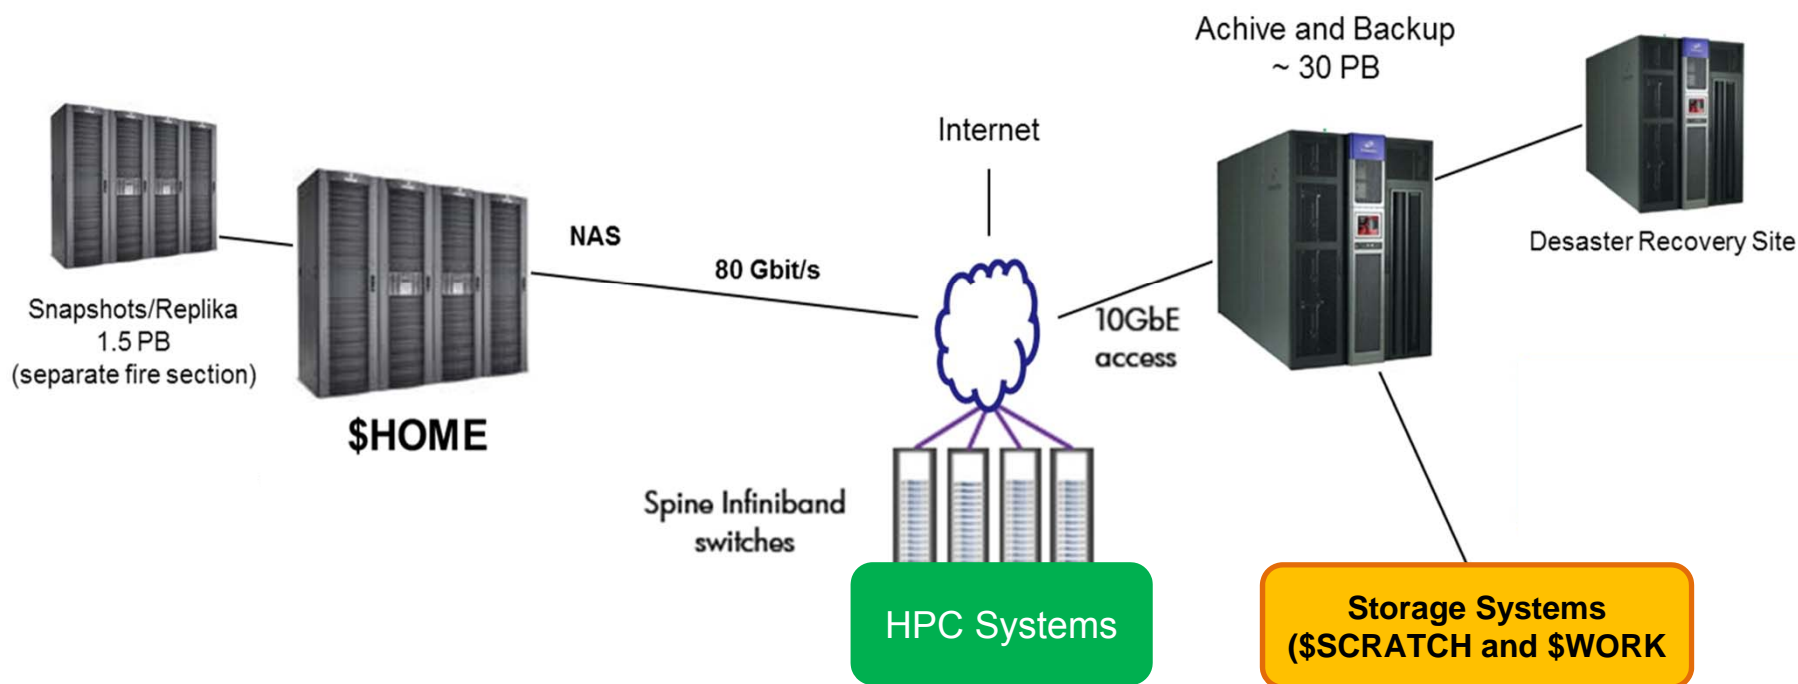 Achive and Backup
~ 30 PB
Internet
Desaster Recovery Site
NAS
80 Gbit/s
Snapshots/Replika
1.5 PB
(separate fire section)
10GbE
access
$HOME
Spine Infiniband
switches
HPC Systems
Storage Systems
($SCRATCH and $WORK